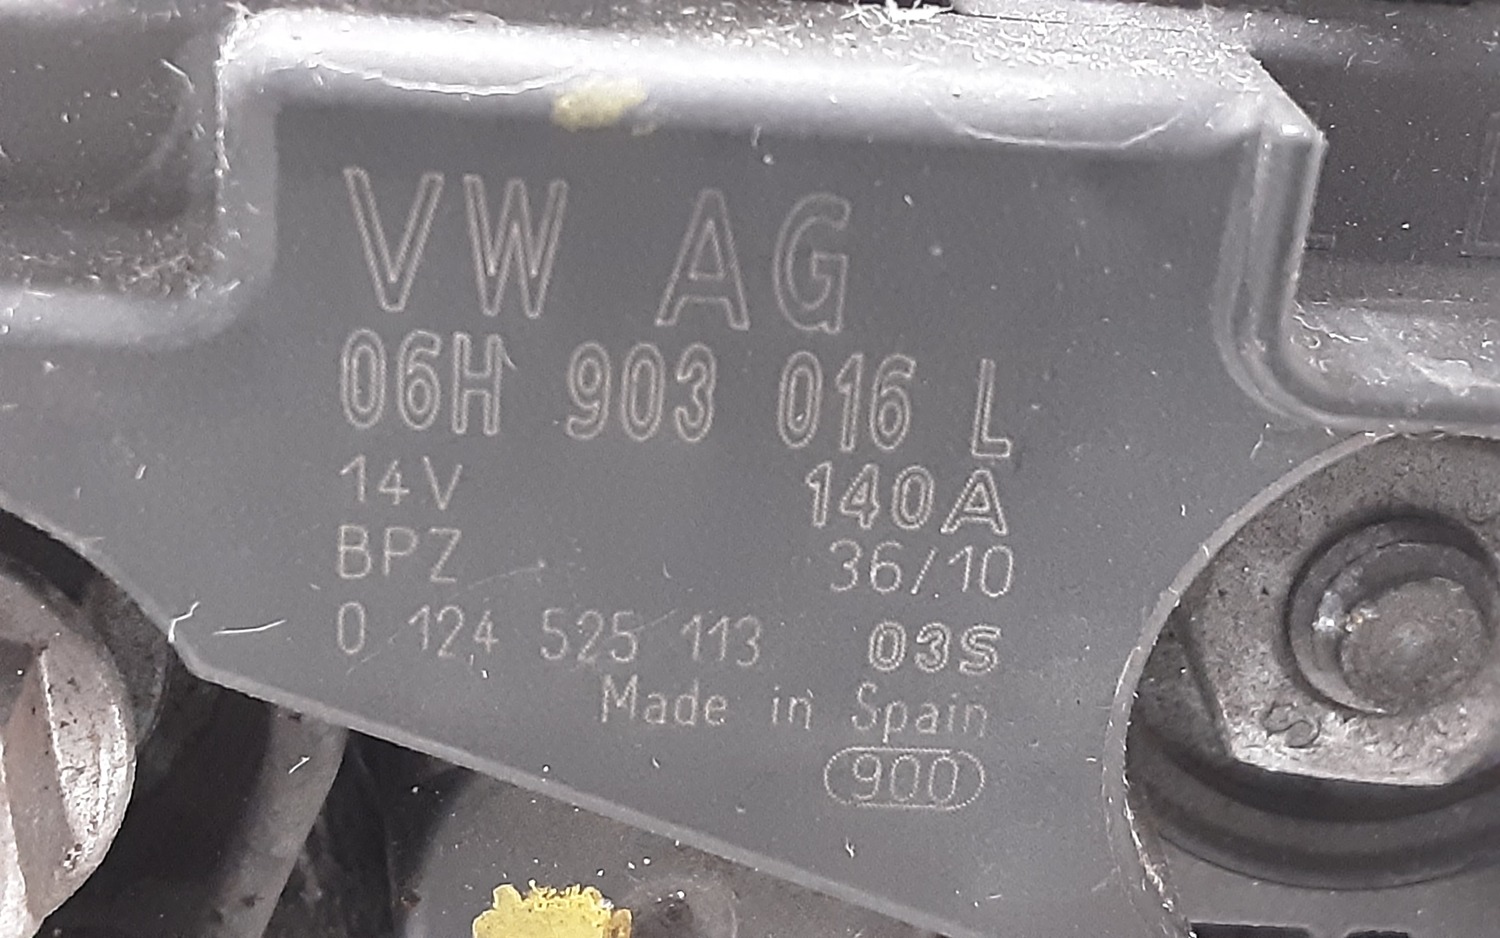 VW AG
06H 903 016 L
14V 140A
BPZ 36/10
0 124 525 113 03S
Made in Spain
900